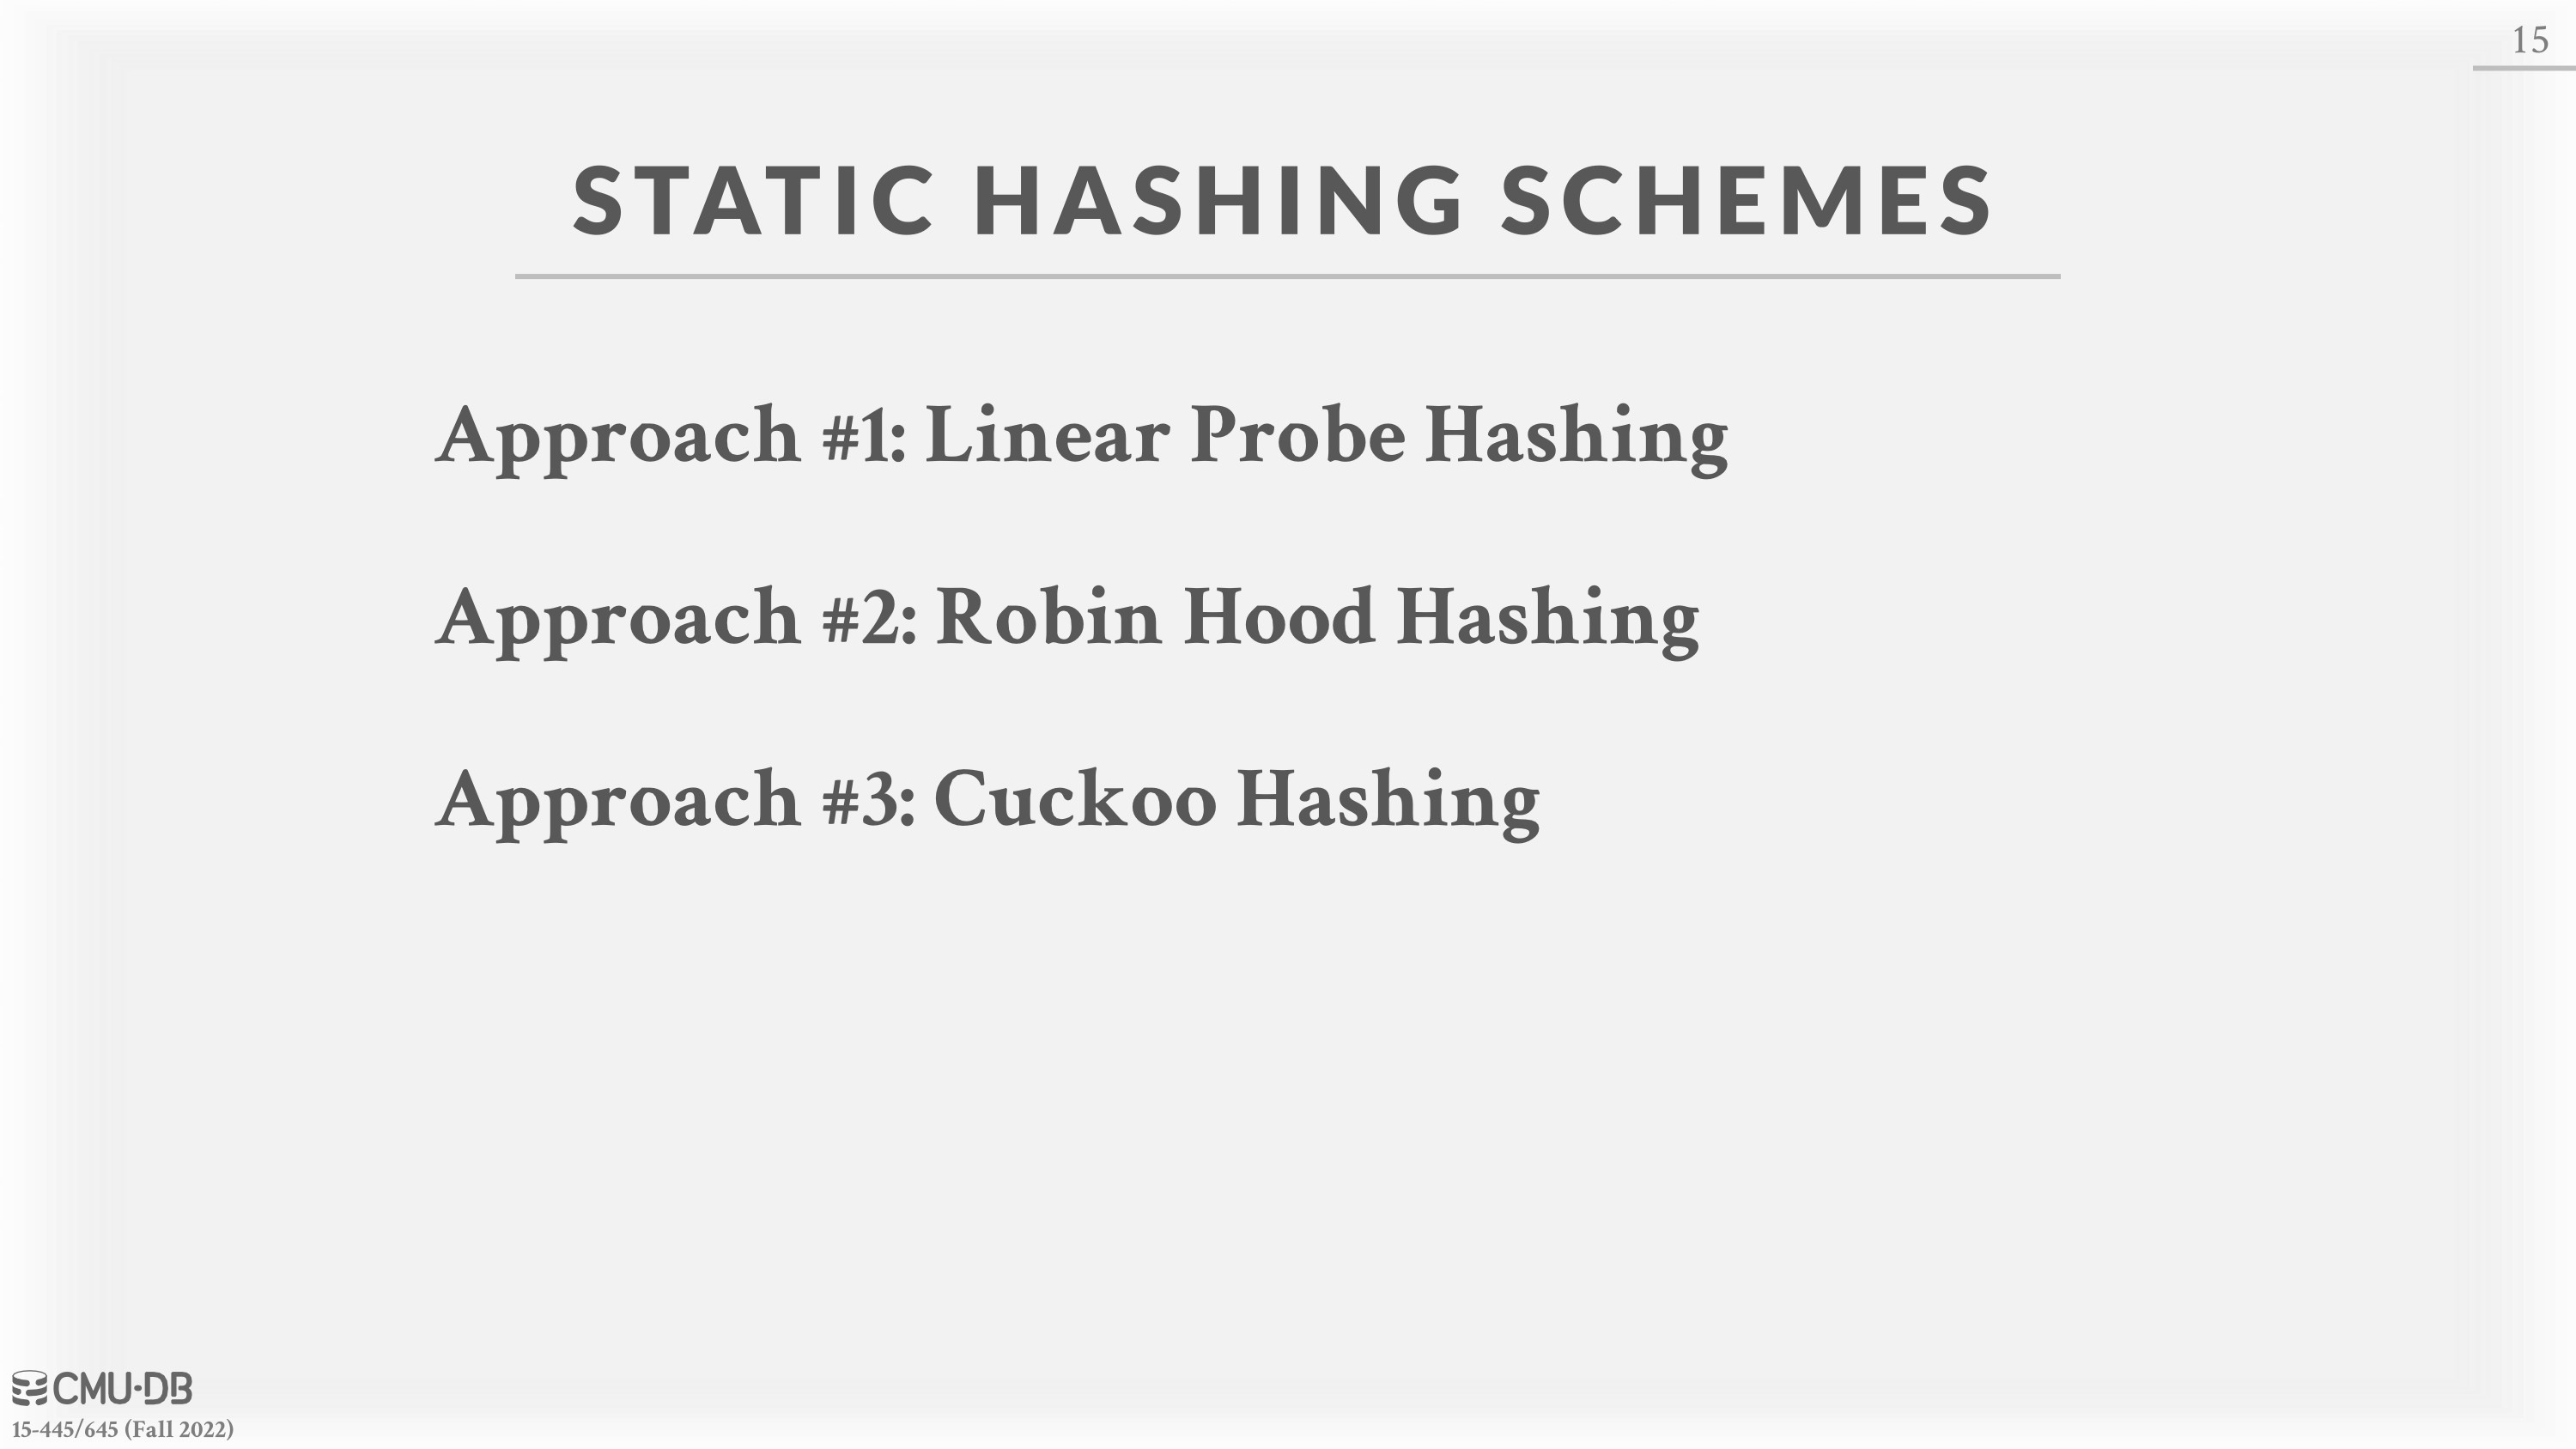 15
STATIC HASHING SCHEMES
Approach #1: Linear Probe Hashing
Approach #2: Robin Hood Hashing
Approach #3: Cuckoo Hashing
CMU·DB
15-445/645 (Fall 2022)